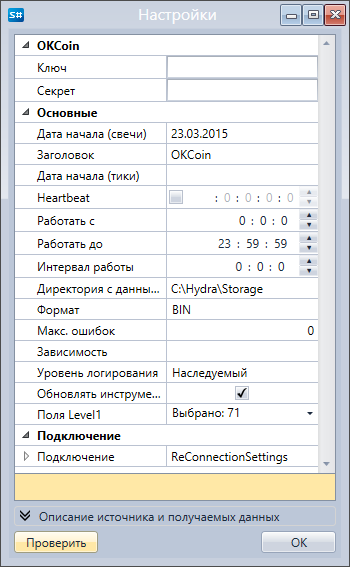 S#
Настройки
OKCoin
Ключ
Секрет
Основные
Дата начала (свечи) 23.03.2015
Заголовок OKCoin
Дата начала (тики)
Heartbeat : 0 : 0 : 0 : 0
Работать с 0 : 0 : 0
Работать до 23 : 59 : 59
Интервал работы 0 : 0 : 0
Директория с данны... C:\Hydra\Storage
Формат BIN
Макс. ошибок 0
Зависимость
Уровень логирования Наследуемый
Обновлять инструме...
Поля Level1 Выбрано: 71
Подключение
Подключение ReConnectionSettings
Описание источника и получаемых данных
Проверить OK